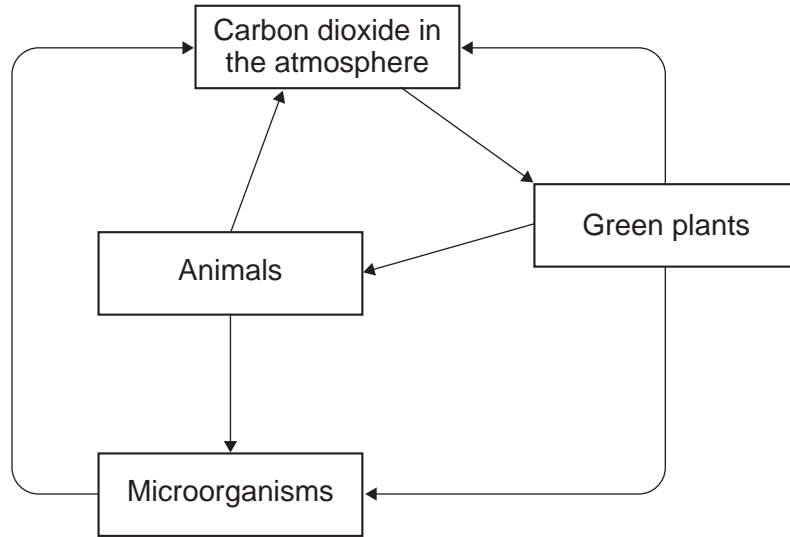 Carbon dioxide in
the atmosphere
Green plants
Animals
Microorganisms